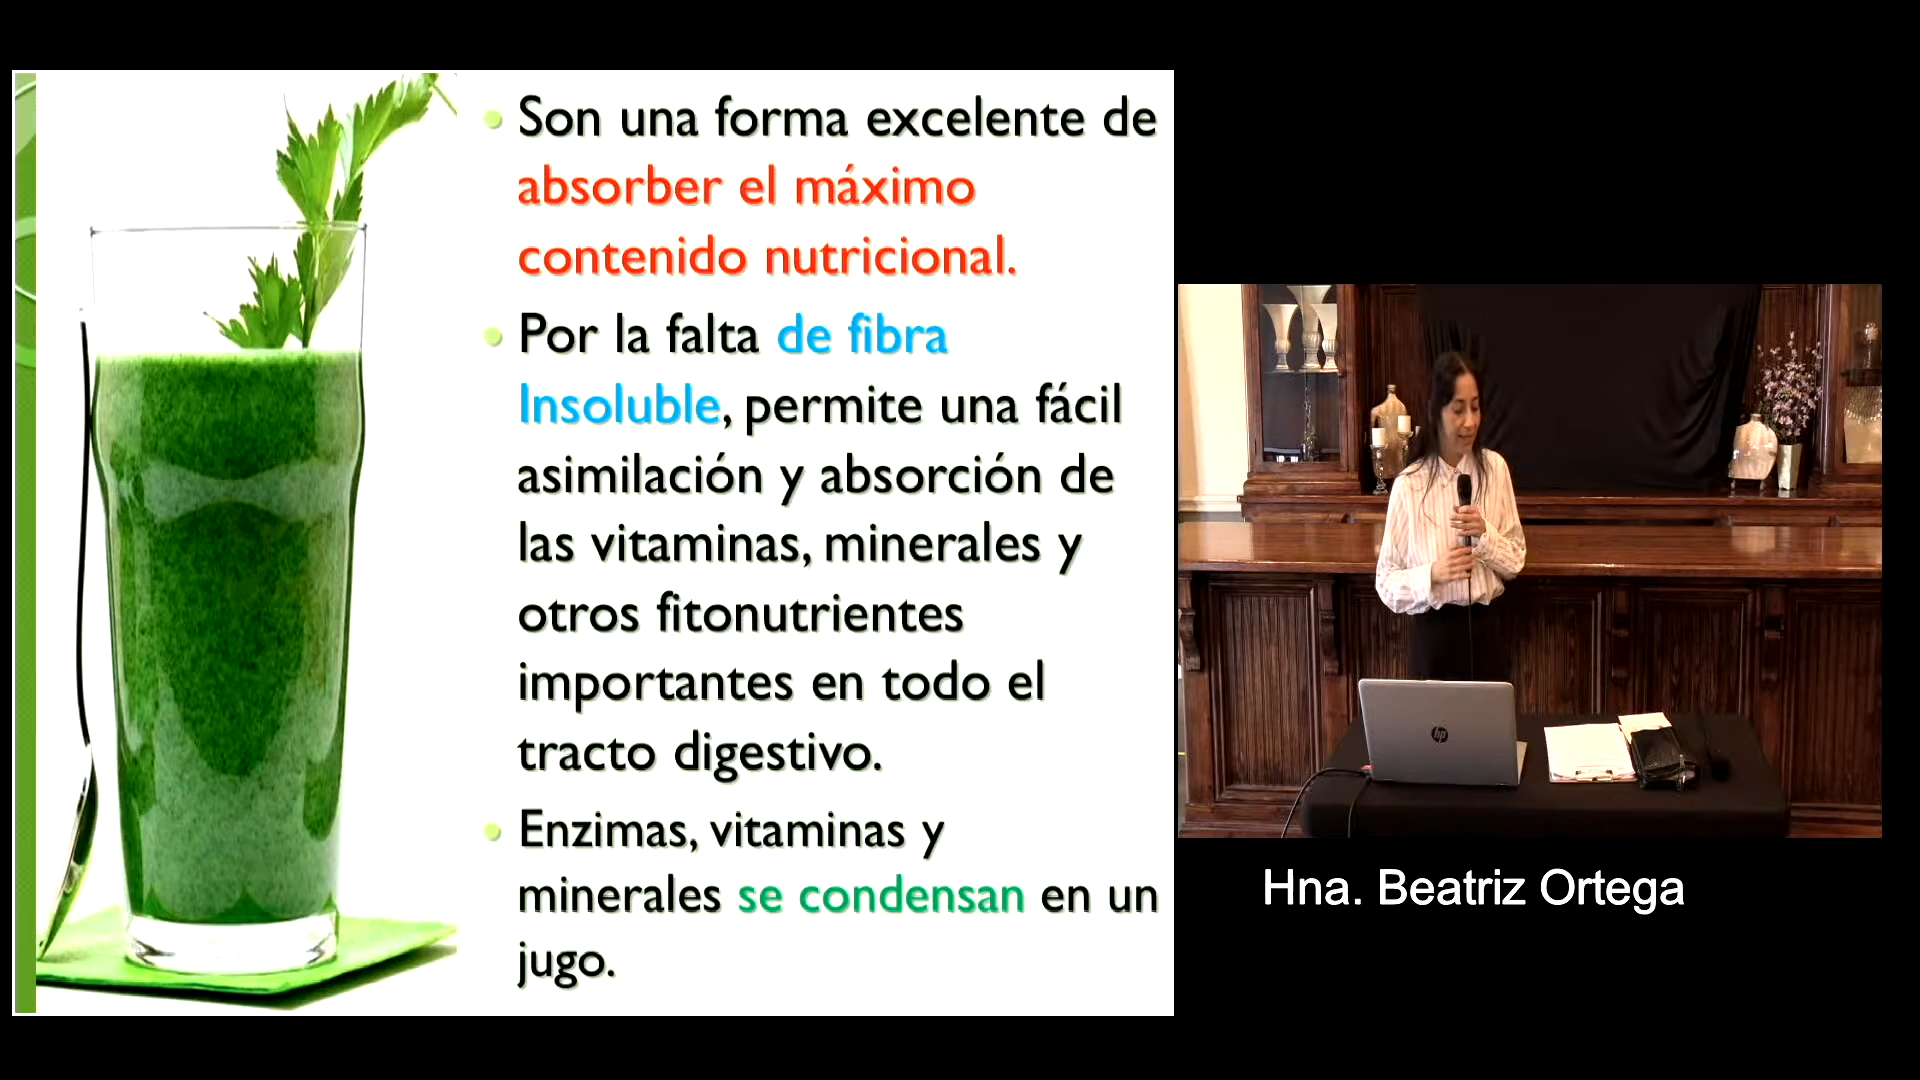 Son una forma excelente de
absorber el máximo
contenido nutricional.
Por la falta de fibra
Insoluble, permite una fácil
asimilación y absorción de
las vitaminas, minerales y
otros fitonutrientes
importantes en todo el
tracto digestivo.
Enzimas, vitaminas y
minerales se condensan en un
jugo.
hp
Hna. Beatriz Ortega